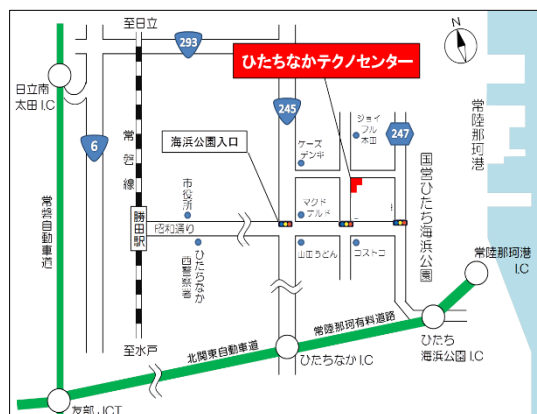 至日立
N
293
ひたちなかテクノセンター
日立南
太田 I.C
245
ジョイ
フル
本田
247
常陸那珂港
6
常磐線
海浜公園入口
ケーズ
デンキ
国営ひたち海浜公園
市役所
マクド
ナルド
常磐自動車道
勝田駅
昭和通り
ひたちなか
西警察署
山田うどん
コストコ
常陸那珂港
I.C
至水戸
北関東自動車道
常陸那珂有料道路
ひたちなか I.C
ひたち
海浜公園 I.C
友部 JCT